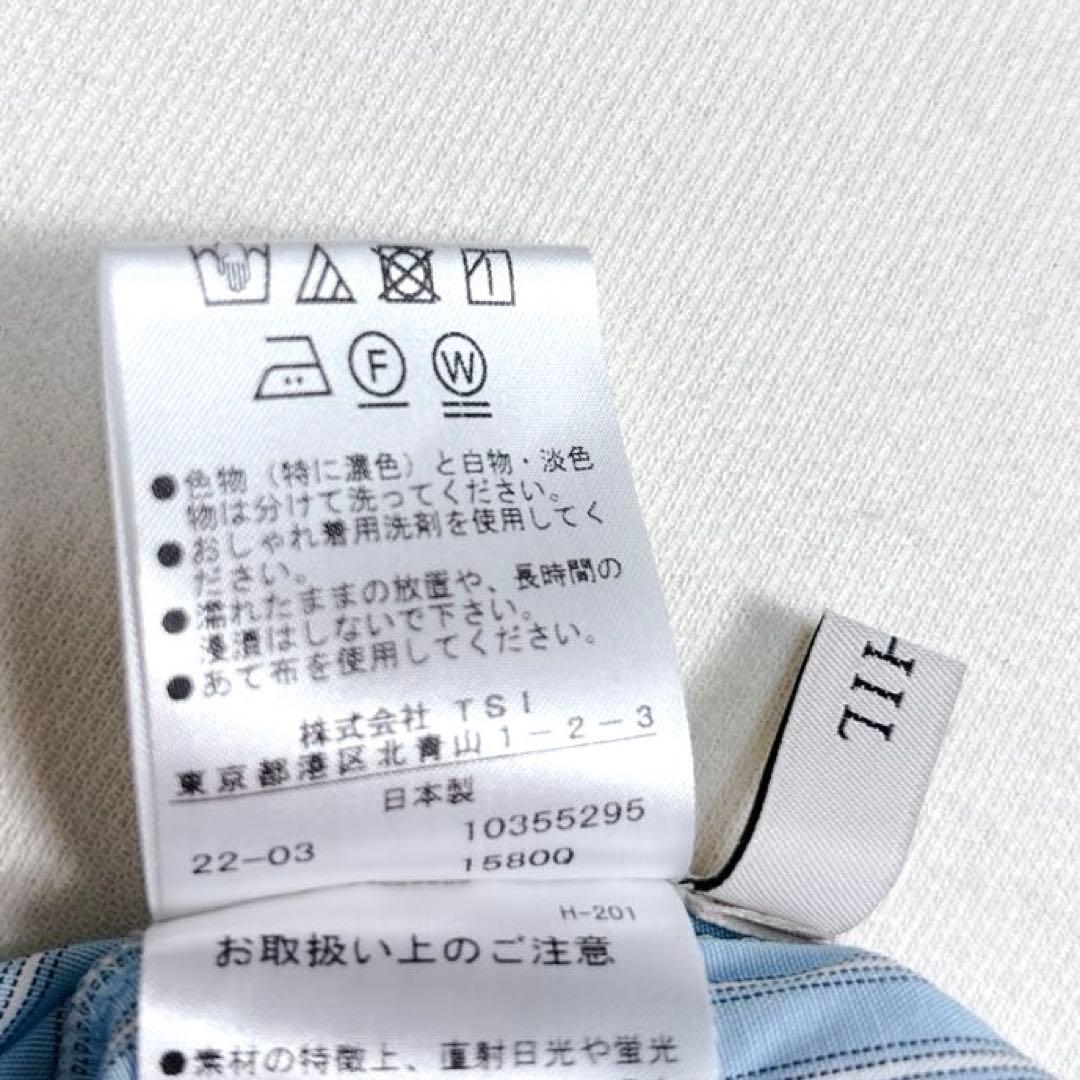 F W
●色物（特に濃色）と白物・淡色
物は分けて洗ってください。
●おしゃれ着用洗剤を使用してく
ださい。
●濡れたままの放置や、長時間の
浸漬はしないで下さい。
●あて布を使用してください。
株式会社 TSI
東京都港区北青山1-2-3
日本製
10355295
22-03
15800
H-201
お取扱い上のご注意
●素材の特徴上、直射日光や蛍光